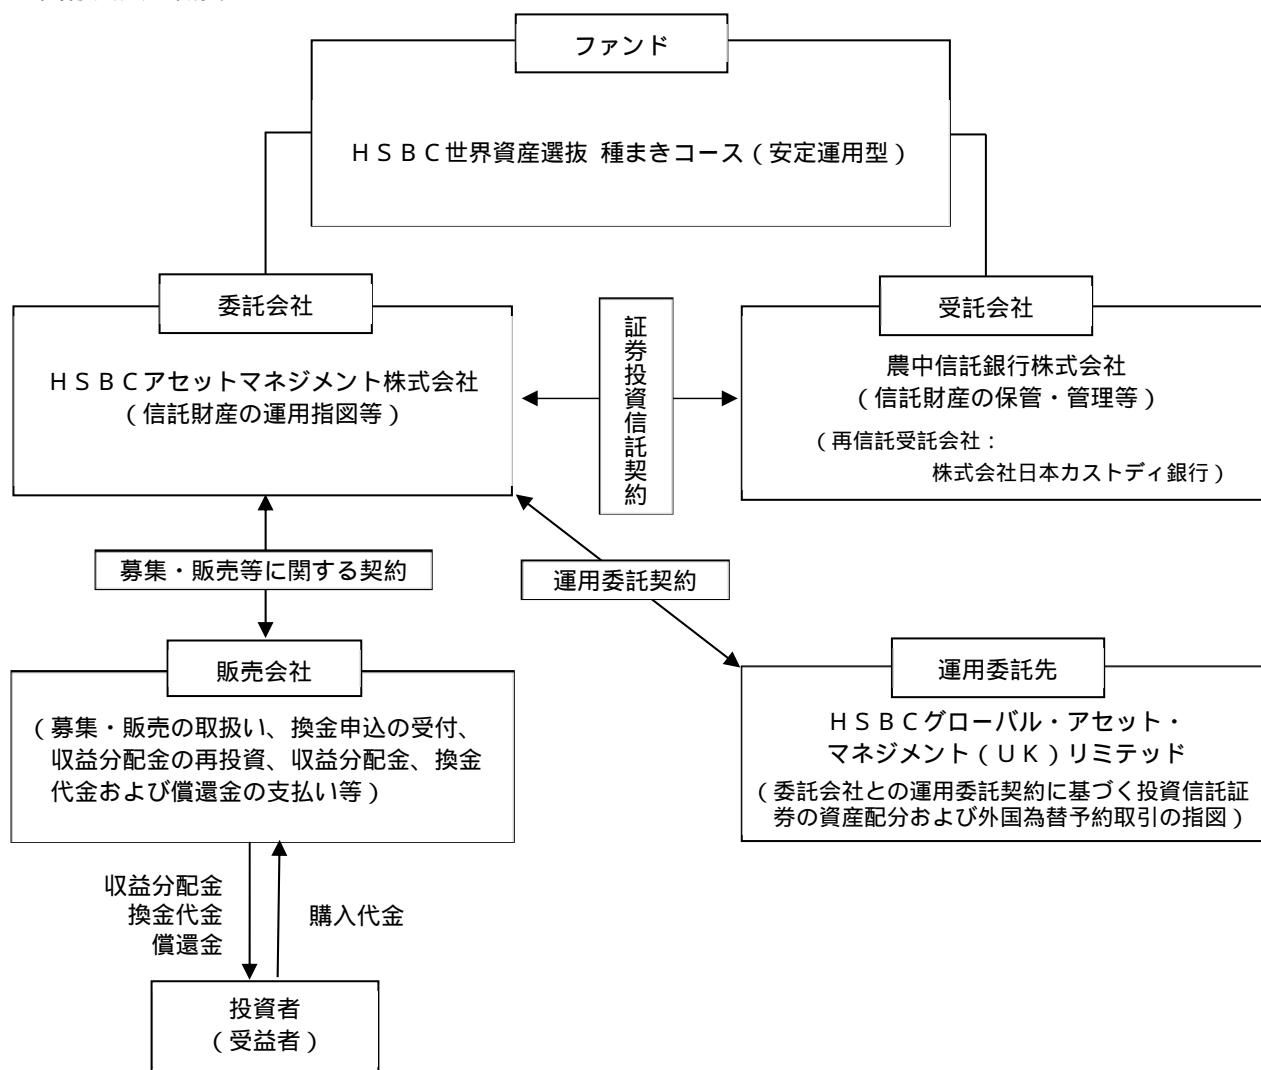 ファンド
ＨＳＢＣ世界資産選抜 種まきコース（安定運用型）
委託会社
ＨＳＢＣアセットマネジメント株式会社
（信託財産の運用指図等）
証券投資信託契約
受託会社
農中信託銀行株式会社
（信託財産の保管・管理等）
（再信託受託会社：
株式会社日本カストディ銀行）
募集・販売等に関する契約
運用委託契約
販売会社
（募集・販売の取扱い、換金申込の受付、
収益分配金の再投資、収益分配金、換金
代金および償還金の支払い等）
運用委託先
ＨＳＢＣグローバル・アセット・
マネジメント（ＵＫ）リミテッド
（委託会社との運用委託契約に基づく投資信託証
券の資産配分および外国為替予約取引の指図）
収益分配金
換金代金
償還金
購入代金
投資者
（受益者）